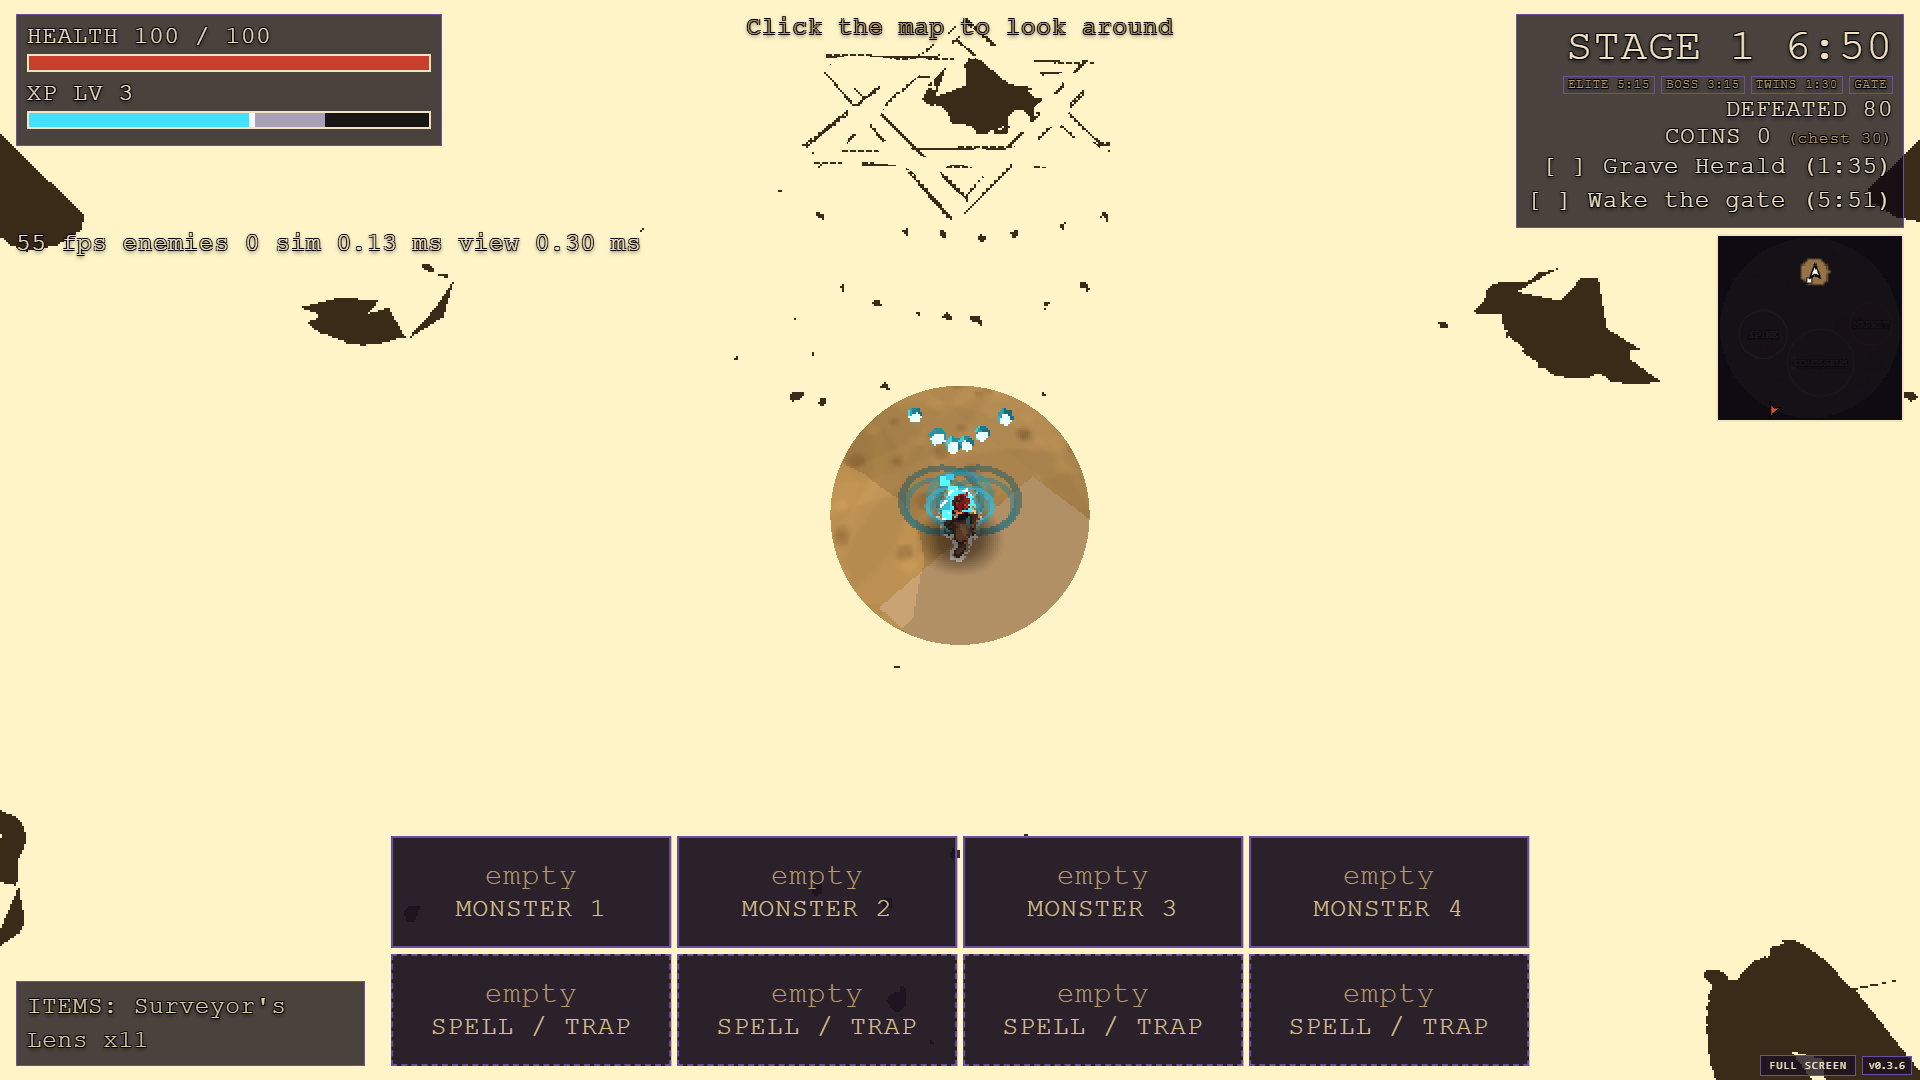 HEALTH 100 / 100
XP LV 3
Click the map to look around
STAGE 1 6:50
ELITE 5:15 BOSS 3:15 TWINS 1:30 GATE
DEFEATED 80
COINS 0 (chest 30)
[ ] Grave Herald (1:35)
[ ] Wake the gate (5:51)
55 fps enemies 0 sim 0.13 ms view 0.30 ms
empty
MONSTER 1
empty
MONSTER 2
empty
MONSTER 3
empty
MONSTER 4
empty
SPELL / TRAP
empty
SPELL / TRAP
empty
SPELL / TRAP
empty
SPELL / TRAP
ITEMS: Surveyor's
Lens x11
FULL SCREEN
v0.3.6